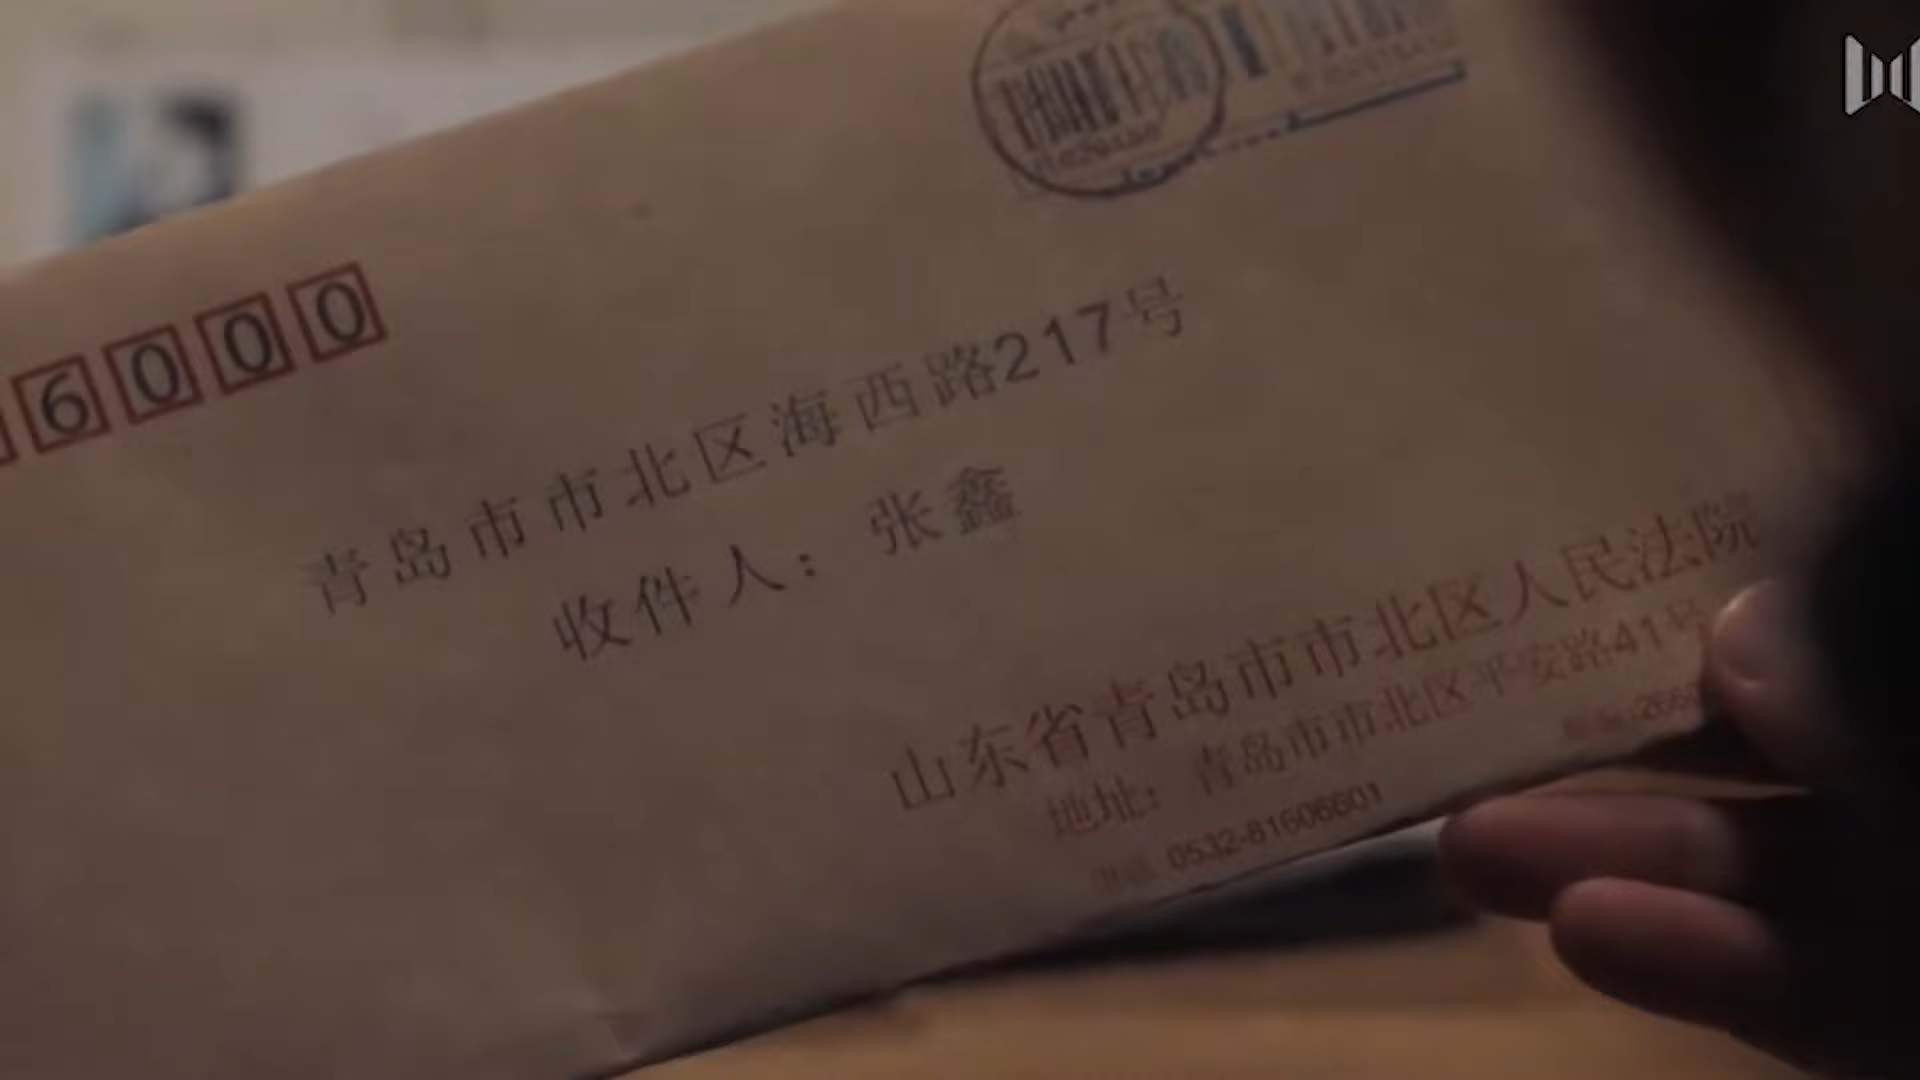 6000
青岛市市北区海西路217号
收件人：张鑫
山东省青岛市市北区人民法院
地址：青岛市市北区平安路41号
0532-81606601